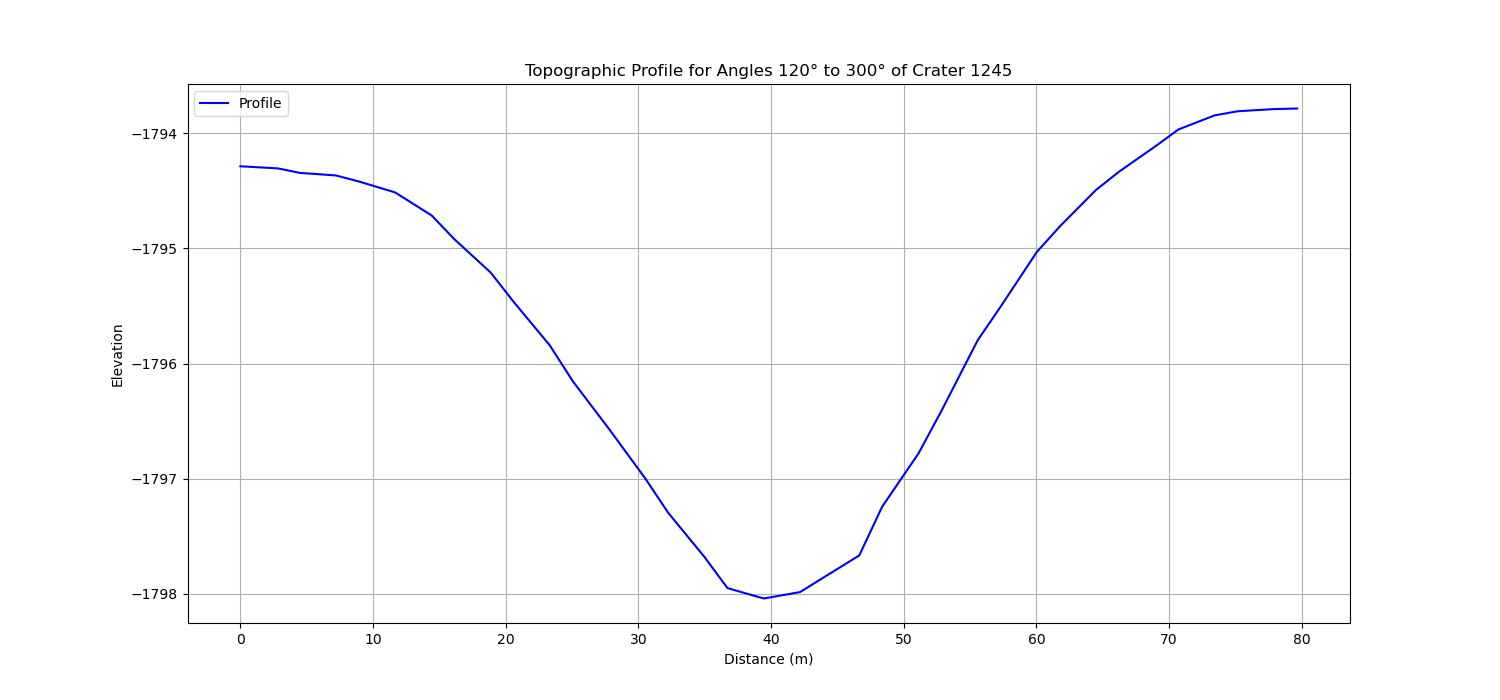 Topographic Profile for Angles 120° to 300° of Crater 1245
Profile
−1794
−1795
−1796
−1797
−1798
Elevation
0 10 20 30 40 50 60 70 80
Distance (m)